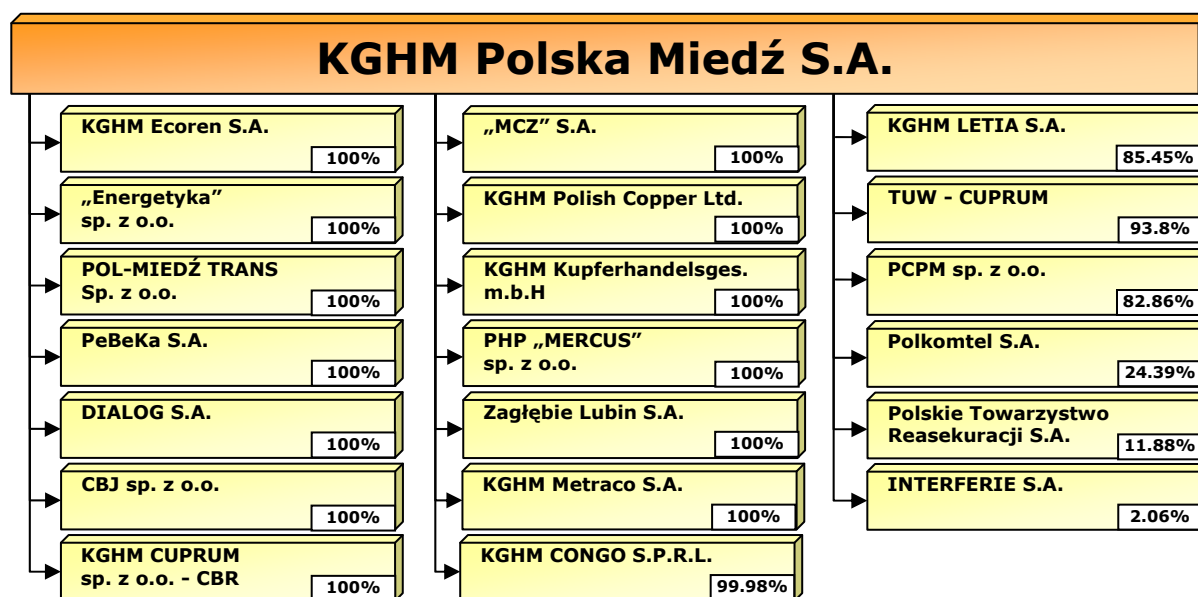 KGHM Polska Miedź S.A.
KGHM Ecoren S.A.
100%
„Energetyka”
sp. z o.o.
100%
POL-MIEDŹ TRANS
Sp. z o.o.
100%
PeBeKa S.A.
100%
DIALOG S.A.
100%
CBJ sp. z o.o.
100%
KGHM CUPRUM
sp. z o.o. - CBR
100%
„MCZ” S.A.
100%
KGHM Polish Copper Ltd.
100%
KGHM Kupferhandelsges.
m.b.H
100%
PHP „MERCUS”
sp. z o.o.
100%
Zagłębie Lubin S.A.
100%
KGHM Metraco S.A.
100%
KGHM CONGO S.P.R.L.
99.98%
KGHM LETIA S.A.
85.45%
TUW - CUPRUM
93.8%
PCPM sp. z o.o.
82.86%
Polkomtel S.A.
24.39%
Polskie Towarzystwo
Reasekuracji S.A.
11.88%
INTERFERIE S.A.
2.06%